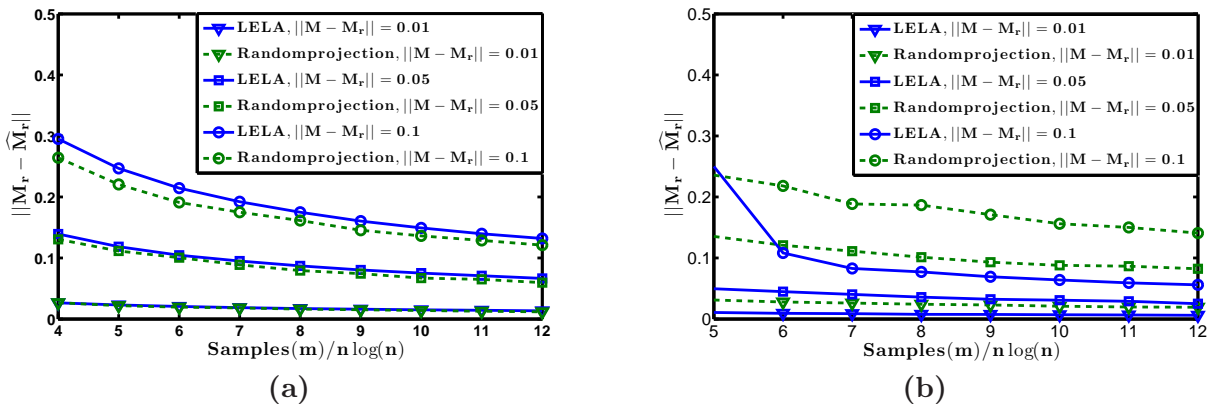 0.5
0.4
0.3
0.2
0.1
0
4 5 6 7 8 9 10 11 12
||M_r − \widehat{M}_r||
Samples(m)/n log(n)
LELA, ||M − M_r|| = 0.01
Randomprojection, ||M − M_r|| = 0.01
LELA, ||M − M_r|| = 0.05
Randomprojection, ||M − M_r|| = 0.05
LELA, ||M − M_r|| = 0.1
Randomprojection, ||M − M_r|| = 0.1
(a)
0.5
0.4
0.3
0.2
0.1
0
5 6 7 8 9 10 11 12
||M_r − \widehat{M}_r||
Samples(m)/n log(n)
LELA, ||M − M_r|| = 0.01
Randomprojection, ||M − M_r|| = 0.01
LELA, ||M − M_r|| = 0.05
Randomprojection, ||M − M_r|| = 0.05
LELA, ||M − M_r|| = 0.1
Randomprojection, ||M − M_r|| = 0.1
(b)